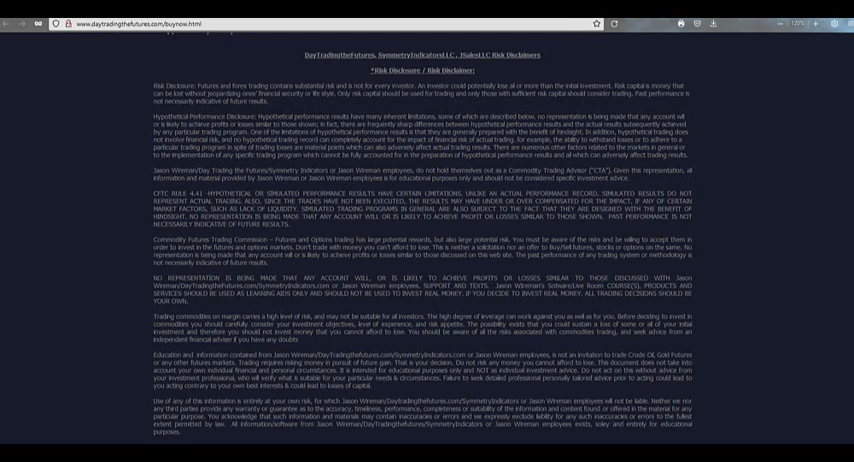 www.daytradingthefutures.com/buynow.html
120%
DayTradingtheFutures, SymmetryIndicatorsLLC, JSalesLLC Risk Disclaimers
*Risk Disclosure / Risk Disclaimer:
Risk Disclosure: Futures and forex trading contains substantial risk and is not for every investor. An investor could potentially lose all or more than the initial investment. Risk capital is money that
can be lost without jeopardizing ones' financial security or life style. Only risk capital should be used for trading and only those with sufficient risk capital should consider trading. Past performance is
not necessarily indicative of future results.
Hypothetical Performance Disclosure: Hypothetical performance results have many inherent limitations, some of which are described below. no representation is being made that any account will
or is likely to achieve profits or losses similar to those shown; in fact, there are frequently sharp differences between hypothetical performance results and the actual results subsequently achieved
by any particular trading program. One of the limitations of hypothetical performance results is that they are generally prepared with the benefit of hindsight. In addition, hypothetical trading does
not involve financial risk, and no hypothetical trading record can completely account for the impact of financial risk of actual trading. for example, the ability to withstand losses or to adhere to a
particular trading program in spite of trading losses are material points which can also adversely affect actual trading results. There are numerous other factors related to the markets in general or
to the implementation of any specific trading program which cannot be fully accounted for in the preparation of hypothetical performance results and all which can adversely affect trading results.
Jason Wireman/Day Trading the Futures/Symmetry Indicators or Jason Wireman employees, do not hold themselves out as a Commodity Trading Advisor ("CTA"). Given this representation, all
information and material provided by Jason Wireman or Jason Wireman employees is for educational purposes only and should not be considered specific investment advice.
CFTC RULE 4.41 -HYPOTHETICAL OR SIMULATED PERFORMANCE RESULTS HAVE CERTAIN LIMITATIONS. UNLIKE AN ACTUAL PERFORMANCE RECORD, SIMULATED RESULTS DO NOT
REPRESENT ACTUAL TRADING. ALSO, SINCE THE TRADES HAVE NOT BEEN EXECUTED, THE RESULTS MAY HAVE UNDER OR OVER COMPENSATED FOR THE IMPACT, IF ANY, OF CERTAIN
MARKET FACTORS, SUCH AS LACK OF LIQUIDITY. SIMULATED TRADING PROGRAMS IN GENERAL ARE ALSO SUBJECT TO THE FACT THAT THEY ARE DESIGNED WITH THE BENEFIT OF
HINDSIGHT. NO REPRESENTATION IS BEING MADE THAT ANY ACCOUNT WILL OR IS LIKELY TO ACHIEVE PROFIT OR LOSSES SIMILAR TO THOSE SHOWN. PAST PERFORMANCE IS NOT
NECESSARILY INDICATIVE OF FUTURE RESULTS.
Commodity Futures Trading Commission – Futures and Options trading has large potential rewards, but also large potential risk. You must be aware of the risks and be willing to accept them in
order to invest in the futures and options markets. Don't trade with money you can't afford to lose. This is neither a solicitation nor an offer to Buy/Sell futures, stocks or options on the same. No
representation is being made that any account will or is likely to achieve profits or losses similar to those discussed on this web site. The past performance of any trading system or methodology is
not necessarily indicative of future results.
NO REPRESENTATION IS BEING MADE THAT ANY ACCOUNT WILL, OR IS LIKELY TO ACHIEVE PROFITS OR LOSSES SIMILAR TO THOSE DISCUSSED WITH Jason
Wireman/DayTradingthefutures.com/SymmetryIndicators.com or Jason Wireman employees, SUPPORT AND TEXTS. Jason Wireman's Sotwaire/Live Room COURSE(S), PRODUCTS AND
SERVICES SHOULD BE USED AS LEARNING AIDS ONLY AND SHOULD NOT BE USED TO INVEST REAL MONEY. IF YOU DECIDE TO INVEST REAL MONEY, ALL TRADING DECISIONS SHOULD BE
YOUR OWN.
Trading commodities on margin carries a high level of risk, and may not be suitable for all investors. The high degree of leverage can work against you as well as for you. Before deciding to invest in
commodities you should carefully consider your investment objectives, level of experience, and risk appetite. The possibility exists that you could sustain a loss of some or all of your initial
investment and therefore you should not invest money that you cannot afford to lose. You should be aware of all the risks associated with commodities trading, and seek advice from an
independent financial adviser if you have any doubts
Education and information contained from Jason Wireman/DayTradingthefutures.com/SymmetryIndicators.com or Jason Wireman employees, is not an invitation to trade Crude Oil, Gold Futures
or any other futures markets. Trading requires risking money in pursuit of future gain. That is your decision. Do not risk any money you cannot afford to lose. This document does not take into
account your own individual financial and personal circumstances. It is intended for educational purposes only and NOT as individual investment advice. Do not act on this without advice from
your investment professional, who will verify what is suitable for your particular needs & circumstances. Failure to seek detailed professional personally tailored advice prior to acting could lead to
you acting contrary to your own best interests & could lead to losses of capital.
Use of any of this information is entirely at your own risk, for which Jason Wireman/Daytradingthefutures.com/SymmetryIndicators or Jason Wireman employees will not be liable. Neither we nor
any third parties provide any warranty or guarantee as to the accuracy, timeliness, performance, completeness or suitability of the information and content found or offered in the material for any
particular purpose. You acknowledge that such information and materials may contain inaccuracies or errors and we expressly exclude liability for any such inaccuracies or errors to the fullest
extent permitted by law. All information/software from Jason Wireman/Daytradingthefutures/SymmetryIndicators or Jason Wireman employees exists, soley and entirely for educational
purposes.